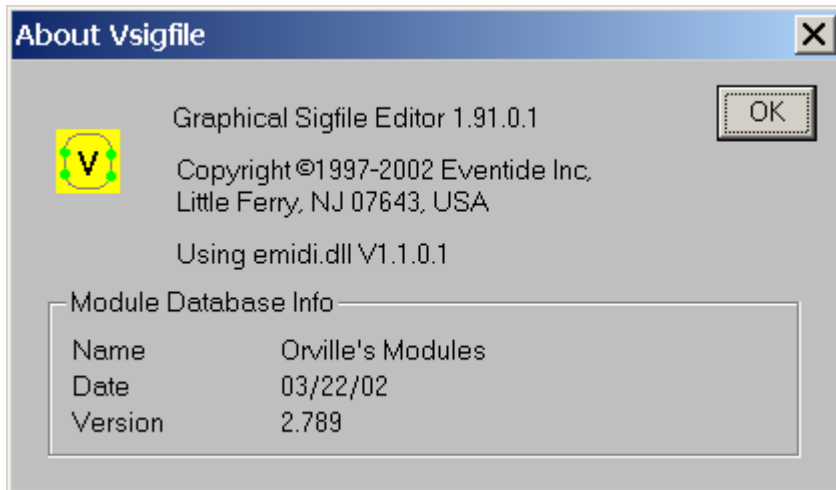 About Vsigfile
Graphical Sigfile Editor 1.91.0.1
OK
V
Copyright ©1997-2002 Eventide Inc,
Little Ferry, NJ 07643, USA
Using emidi.dll V1.1.0.1
Module Database Info
Name Orville's Modules
Date 03/22/02
Version 2.789